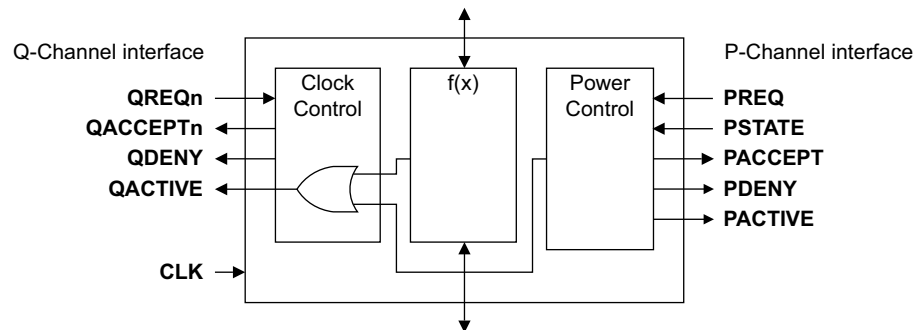 Q-Channel interface
P-Channel interface
Clock
Control
f(x)
Power
Control
QREQn
QACCEPTn
QDENY
QACTIVE
CLK
PREQ
PSTATE
PACCEPT
PDENY
PACTIVE